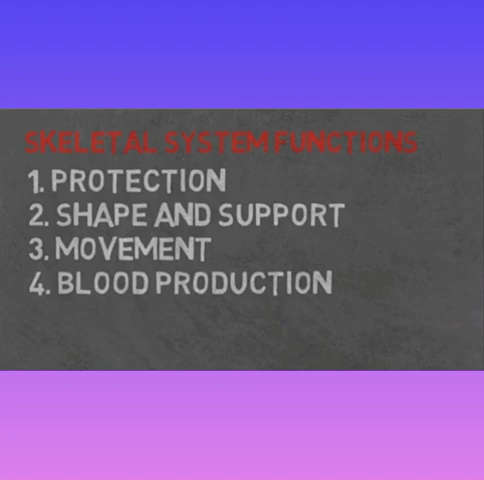 SKELETAL SYSTEM FUNCTIONS
1. PROTECTION
2. SHAPE AND SUPPORT
3. MOVEMENT
4. BLOOD PRODUCTION